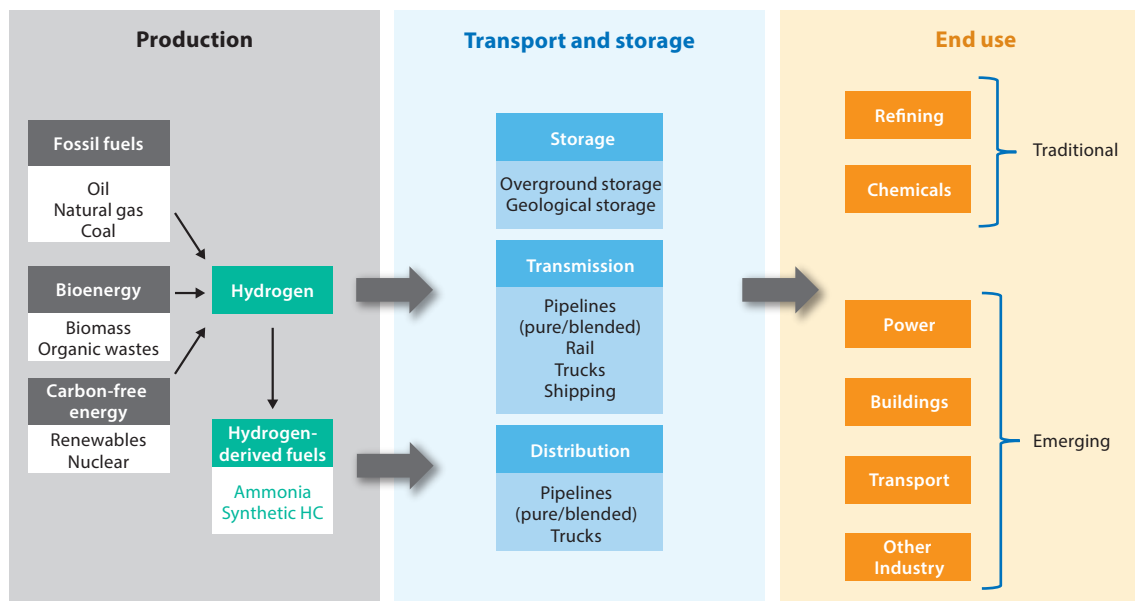 Production
Fossil fuels
Oil
Natural gas
Coal
Bioenergy
Biomass
Organic wastes
Carbon-free
energy
Renewables
Nuclear
Hydrogen
Hydrogen-
derived fuels
Ammonia
Synthetic HC
Transport and storage
Storage
Overground storage
Geological storage
Transmission
Pipelines
(pure/blended)
Rail
Trucks
Shipping
Distribution
Pipelines
(pure/blended)
Trucks
End use
Refining
Chemicals
Traditional
Power
Buildings
Transport
Other
Industry
Emerging